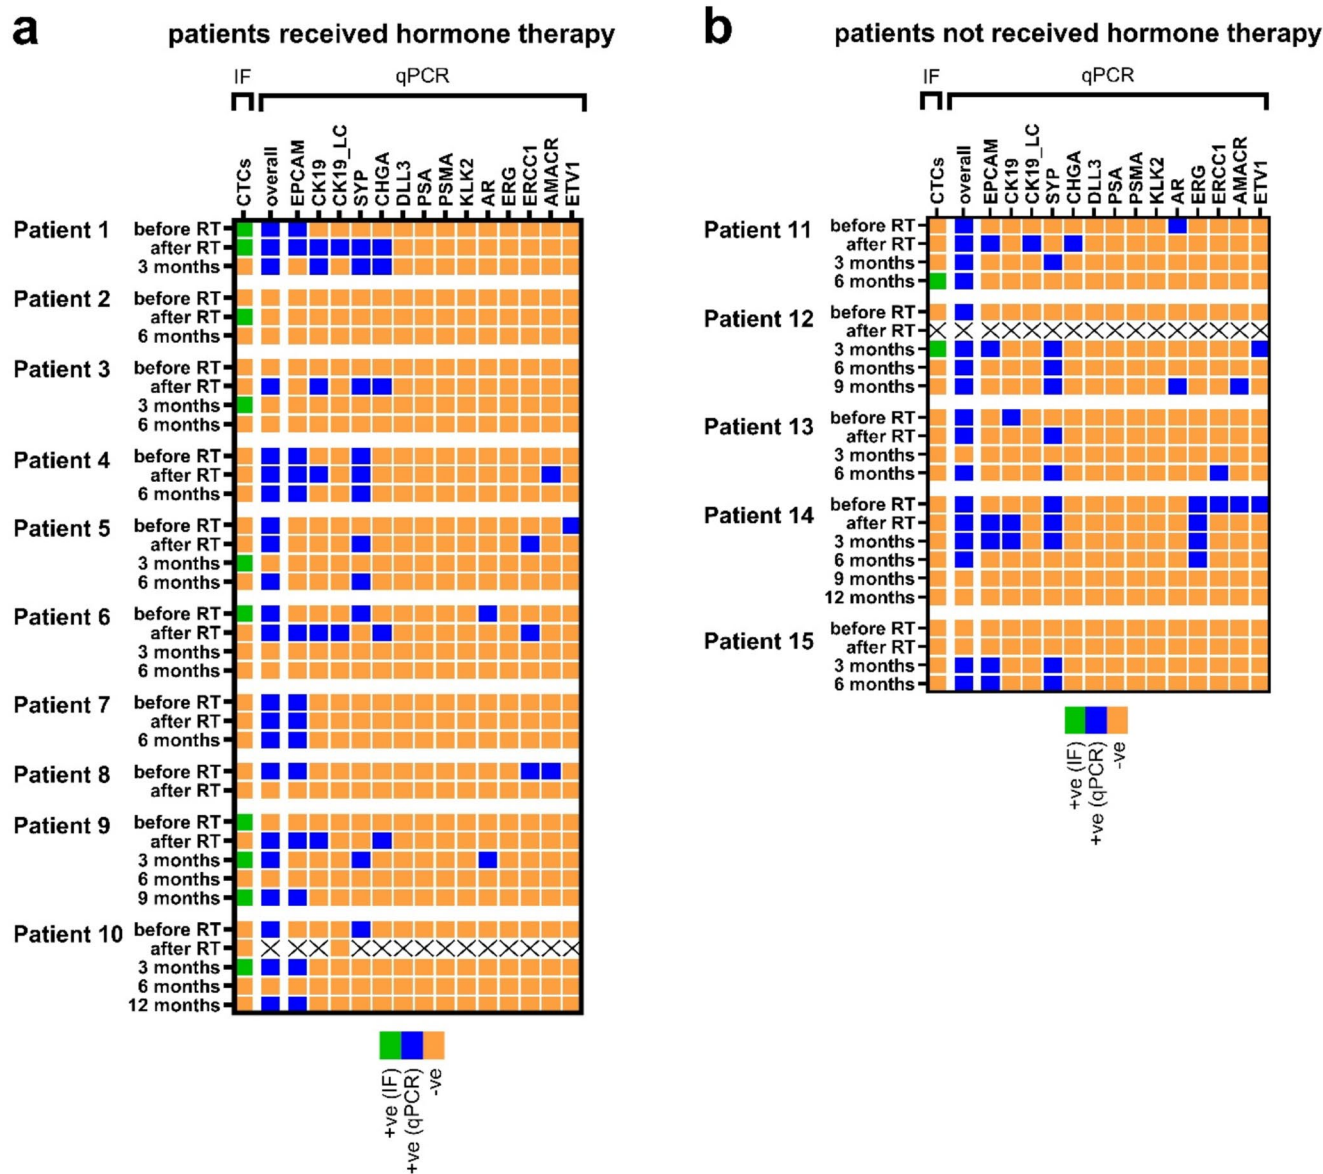 a
patients received hormone therapy
IF
qPCR
CTCs
overall
EPCAM
CK19
CK19_LC
SYP
CHGA
DLL3
PSA
PSMA
KLK2
AR
ERG
ERCC1
AMACR
ETV1
Patient 1
before RT
after RT
3 months
Patient 2
before RT
after RT
6 months
Patient 3
before RT
after RT
3 months
6 months
Patient 4
before RT
after RT
6 months
Patient 5
before RT
after RT
3 months
6 months
Patient 6
before RT
after RT
3 months
6 months
Patient 7
before RT
after RT
6 months
Patient 8
before RT
after RT
Patient 9
before RT
after RT
3 months
6 months
9 months
Patient 10
before RT
after RT
3 months
6 months
12 months
+ve (IF)
+ve (qPCR)
-ve
b
patients not received hormone therapy
IF
qPCR
CTCs
overall
EPCAM
CK19
CK19_LC
SYP
CHGA
DLL3
PSA
PSMA
KLK2
AR
ERG
ERCC1
AMACR
ETV1
Patient 11
before RT
after RT
3 months
6 months
Patient 12
before RT
after RT
3 months
6 months
9 months
Patient 13
before RT
after RT
3 months
6 months
Patient 14
before RT
after RT
3 months
6 months
9 months
12 months
Patient 15
before RT
after RT
3 months
6 months
+ve (IF)
+ve (qPCR)
-ve